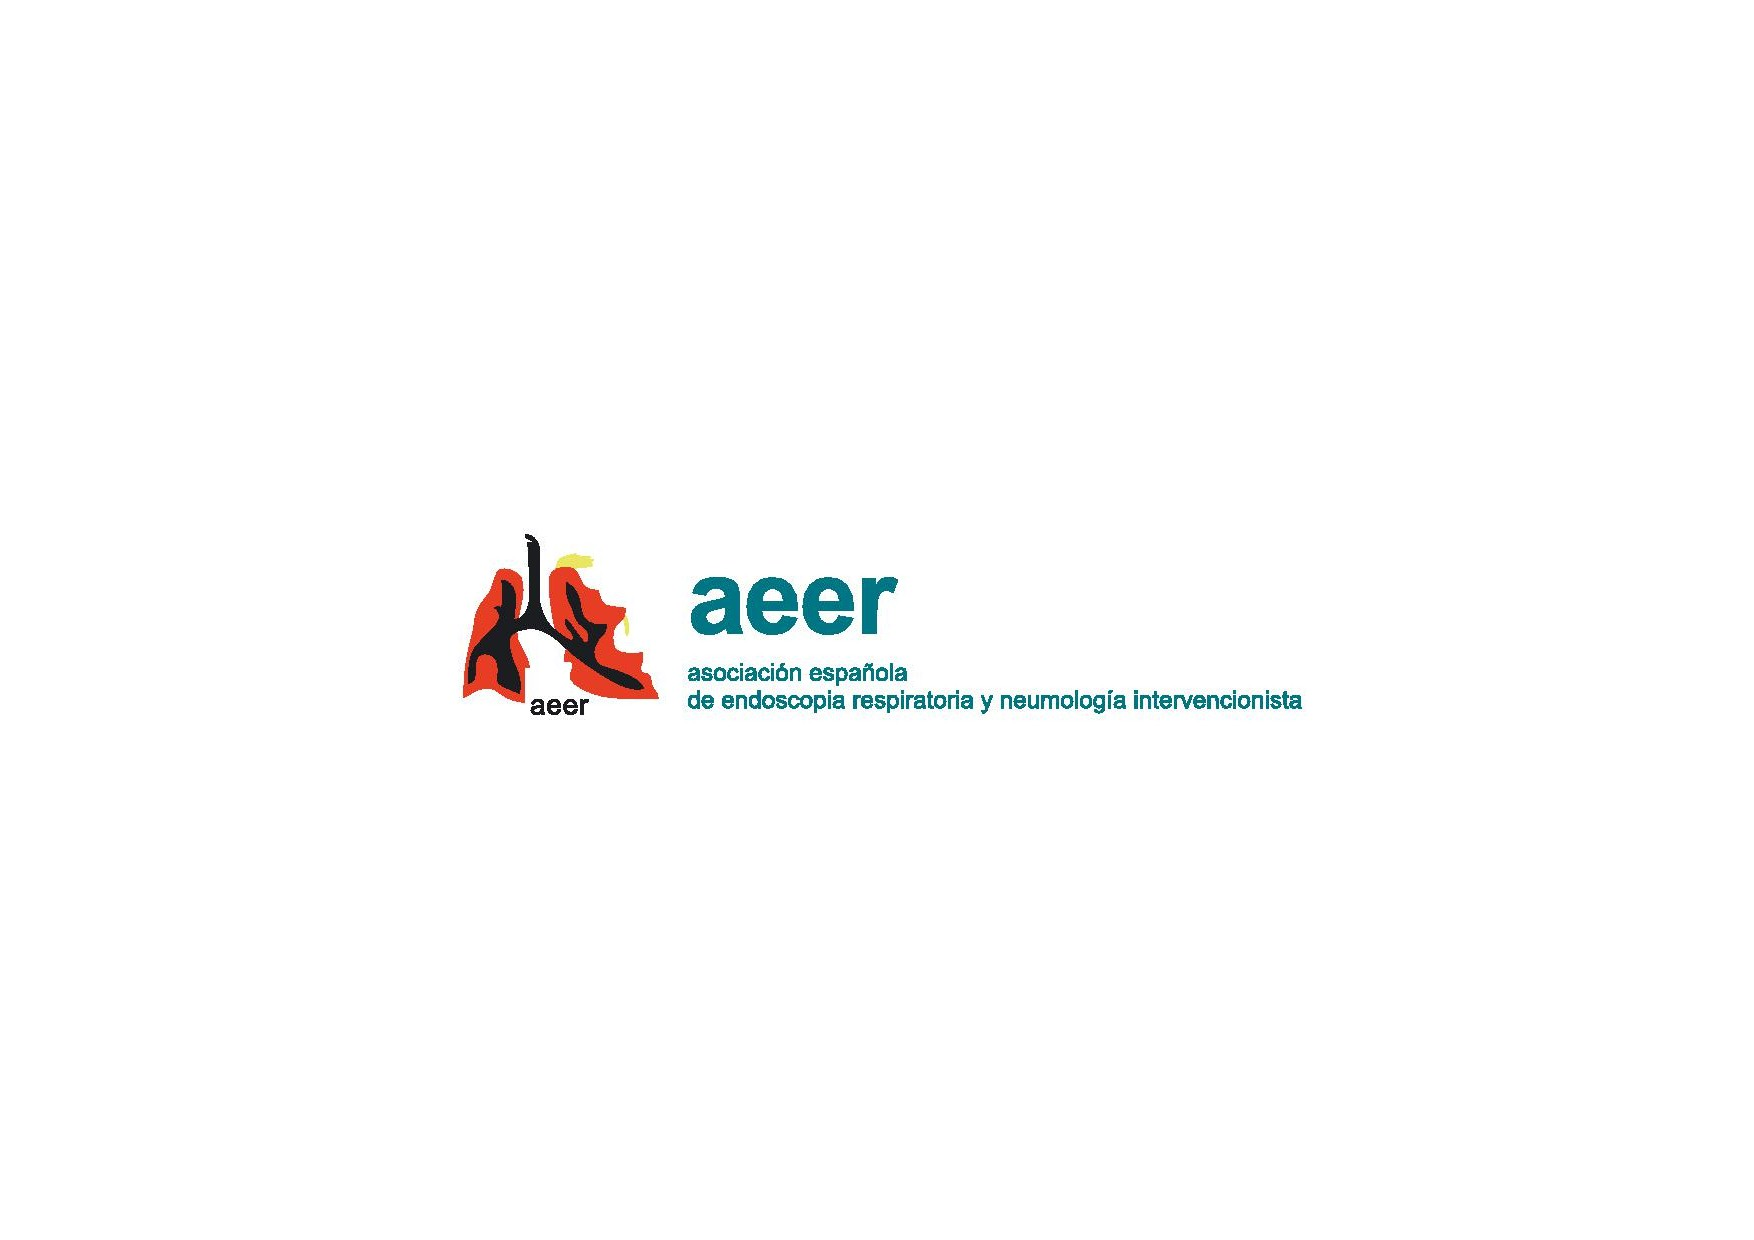 aeer
aeer
asociación española
de endoscopia respiratoria y neumología intervencionista